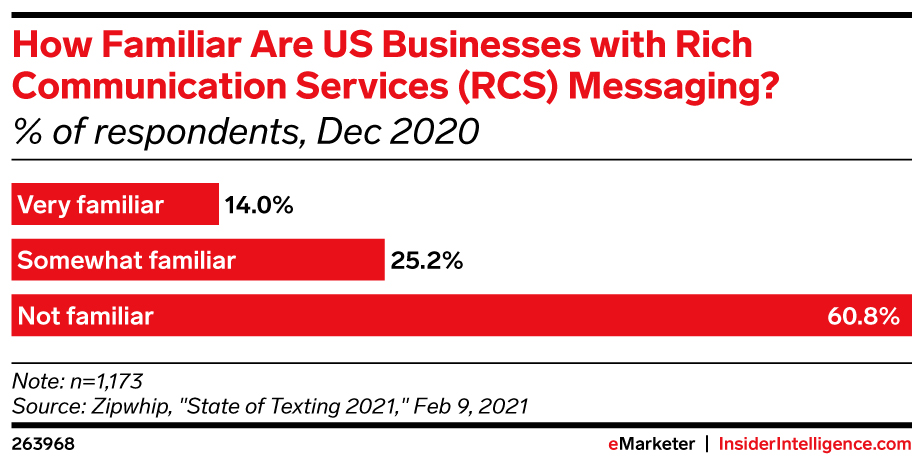 How Familiar Are US Businesses with Rich
Communication Services (RCS) Messaging?
% of respondents, Dec 2020
Very familiar 14.0%
Somewhat familiar 25.2%
Not familiar 60.8%
Note: n=1,173
Source: Zipwhip, "State of Texting 2021," Feb 9, 2021
263968 eMarketer | InsiderIntelligence.com